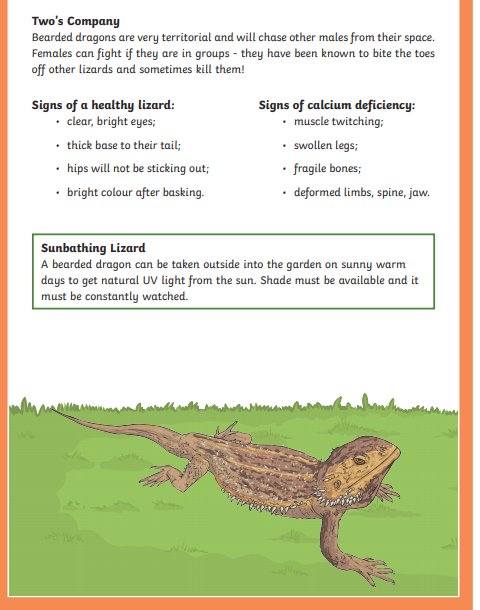 Two's Company
Bearded dragons are very territorial and will chase other males from their space.
Females can fight if they are in groups - they have been known to bite the toes
off other lizards and sometimes kill them!
Signs of a healthy lizard:
• clear, bright eyes;
• thick base to their tail;
• hips will not be sticking out;
• bright colour after basking.
Signs of calcium deficiency:
• muscle twitching;
• swollen legs;
• fragile bones;
• deformed limbs, spine, jaw.
Sunbathing Lizard
A bearded dragon can be taken outside into the garden on sunny warm
days to get natural UV light from the sun. Shade must be available and it
must be constantly watched.